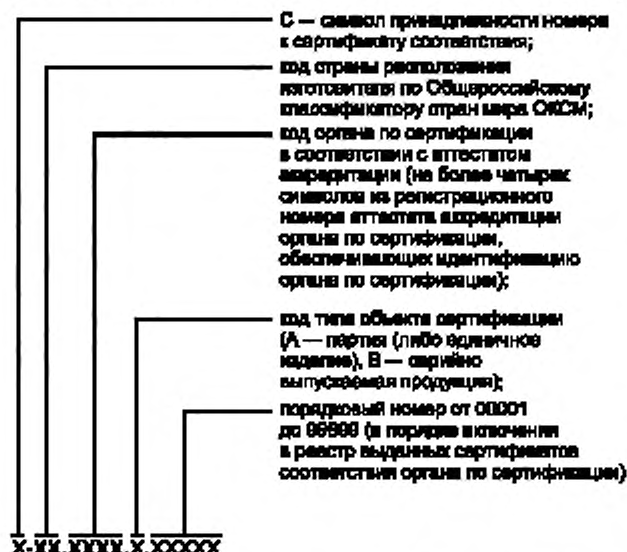 С — символ принадлежности номера
к сертификату соответствия;
код страны расположения
изготовителя по Общероссийскому
классификатору стран мира ОКСМ;
код органа по сертификации
в соответствии с аттестатом
аккредитации (не более четырех
символов из регистрационного
номера аттестата аккредитации
органа по сертификации,
обеспечивающих идентификацию
органа по сертификации);
код типа объекта сертификации
(А — партия (либо единичное
изделие), В — серийно
выпускаемая продукция);
порядковый номер от 00001
до 99999 (в порядке включения
в реестр выданных сертификатов
соответствия органа по сертификации)
X-XX.XXXX.X.XXXXX